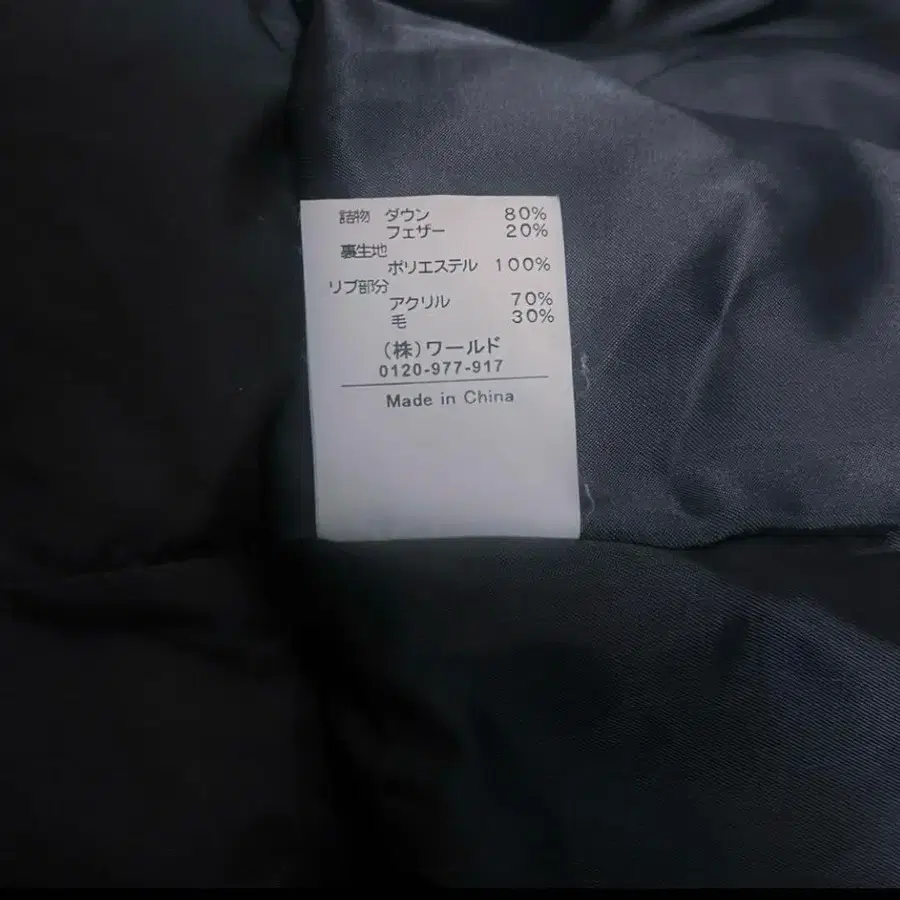 詰物 ダウン 80%
フェザー 20%
裏生地
ポリエステル 100%
リブ部分
アクリル 70%
毛 30%
(株)ワールド
0120-977-917
Made in China